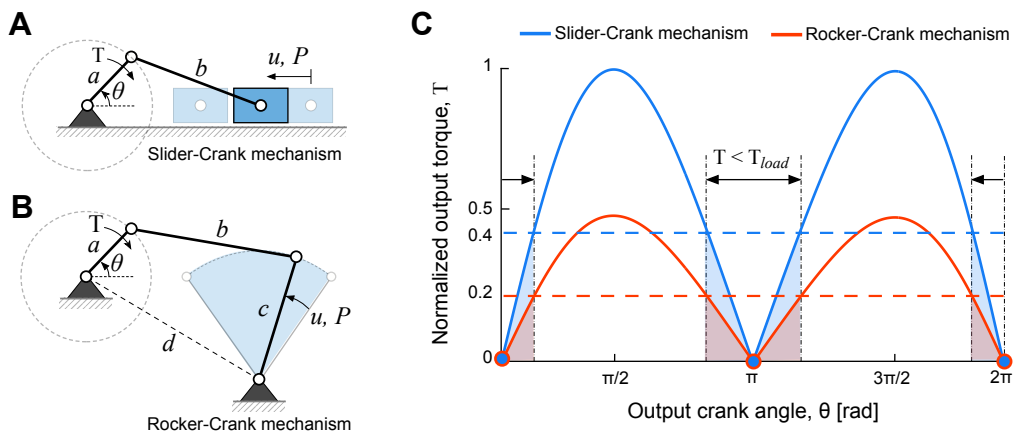 A
T
a
θ
b
u, P
Slider-Crank mechanism
B
T
a
θ
b
c
u, P
d
Rocker-Crank mechanism
C
Slider-Crank mechanism
Rocker-Crank mechanism
Normalized output torque, T
1
0.5
0.4
0.2
0
T < T_load
π/2
π
3π/2
2π
Output crank angle, θ [rad]